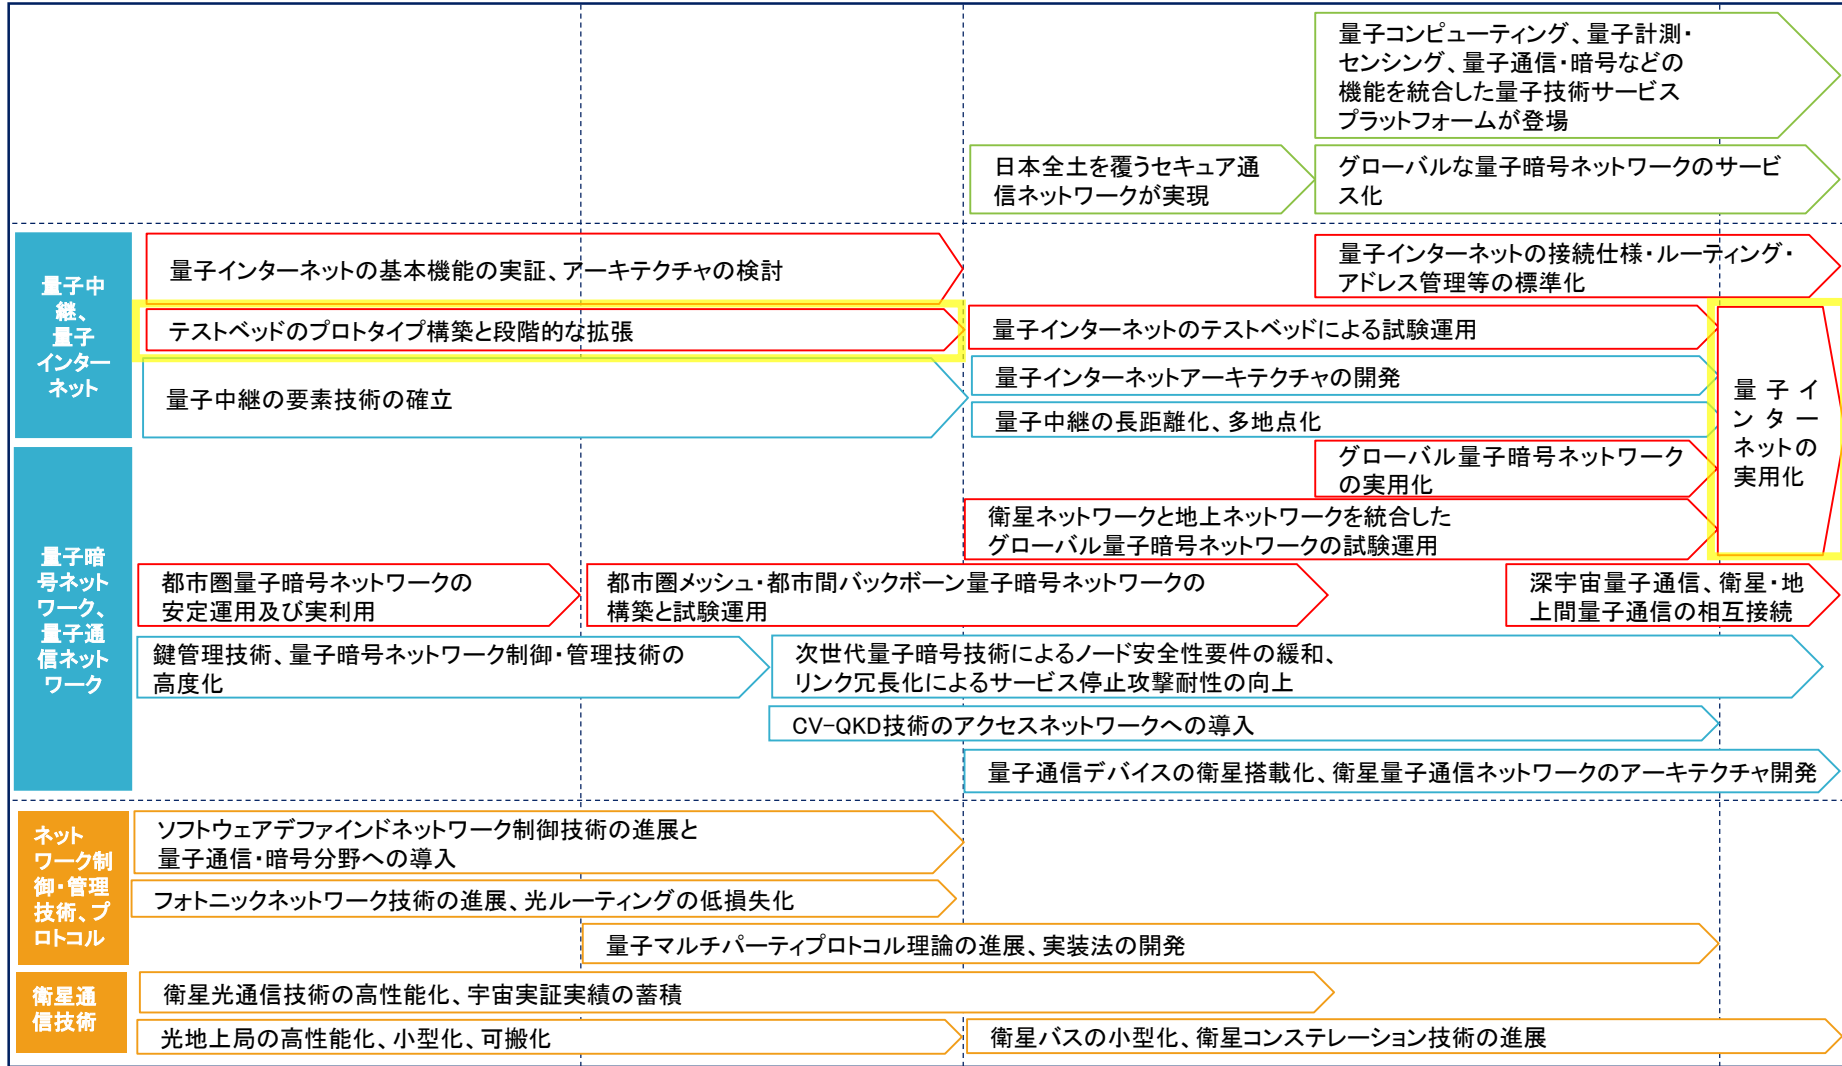 量子コンピューティング、量子計測・
センシング、量子通信・暗号などの
機能を統合した量子技術サービス
プラットフォームが登場
日本全土を覆うセキュア通
信ネットワークが実現
グローバルな量子暗号ネットワークのサービ
ス化
量子中
継、
量子
インター
ネット
量子インターネットの基本機能の実証、アーキテクチャの検討
量子インターネットの接続仕様・ルーティング・
アドレス管理等の標準化
テストベッドのプロトタイプ構築と段階的な拡張
量子インターネットのテストベッドによる試験運用
量子中継の要素技術の確立
量子インターネットアーキテクチャの開発
量子中継の長距離化、多地点化
量子イ
ンター
ネットの
実用化
量子暗
号ネット
ワーク、
量子通
信ネット
ワーク
グローバル量子暗号ネットワーク
の実用化
衛星ネットワークと地上ネットワークを統合した
グローバル量子暗号ネットワークの試験運用
都市圏量子暗号ネットワークの
安定運用及び実利用
都市圏メッシュ・都市間バックボーン量子暗号ネットワークの
構築と試験運用
深宇宙量子通信、衛星・地
上間量子通信の相互接続
鍵管理技術、量子暗号ネットワーク制御・管理技術の
高度化
次世代量子暗号技術によるノード安全性要件の緩和、
リンク冗長化によるサービス停止攻撃耐性の向上
CV-QKD技術のアクセスネットワークへの導入
量子通信デバイスの衛星搭載化、衛星量子通信ネットワークのアーキテクチャ開発
ネット
ワーク制
御・管理
技術、プ
ロトコル
ソフトウェアデファインドネットワーク制御技術の進展と
量子通信・暗号分野への導入
フォトニックネットワーク技術の進展、光ルーティングの低損失化
量子マルチパーティプロトコル理論の進展、実装法の開発
衛星通
信技術
衛星光通信技術の高性能化、宇宙実証実績の蓄積
光地上局の高性能化、小型化、可搬化
衛星バスの小型化、衛星コンステレーション技術の進展